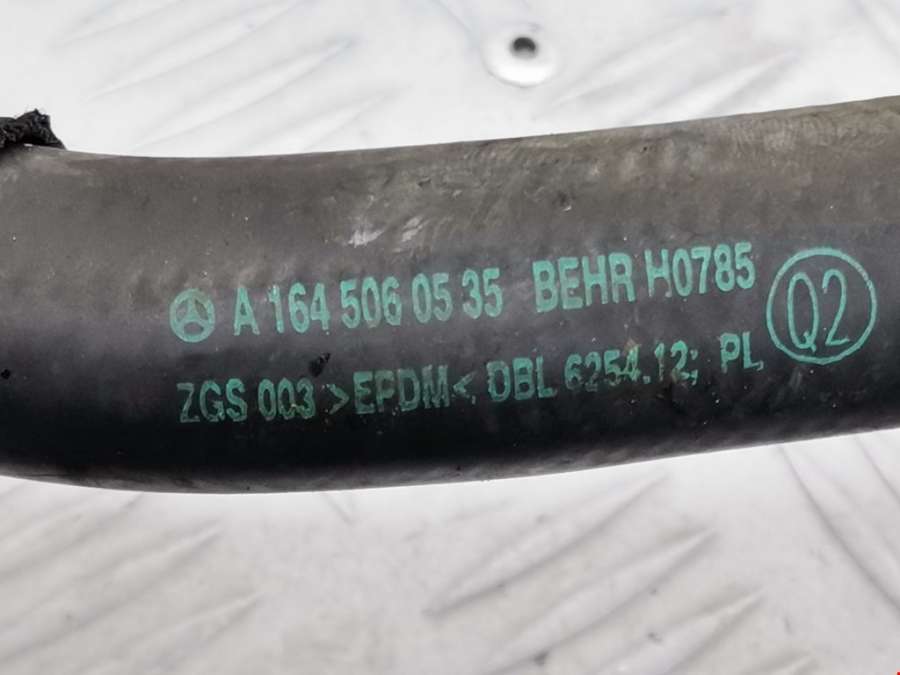 A 164 506 05 35 BEHR H0785
Q2
ZGS 003 >EPDM< DBL 6254.12; PL